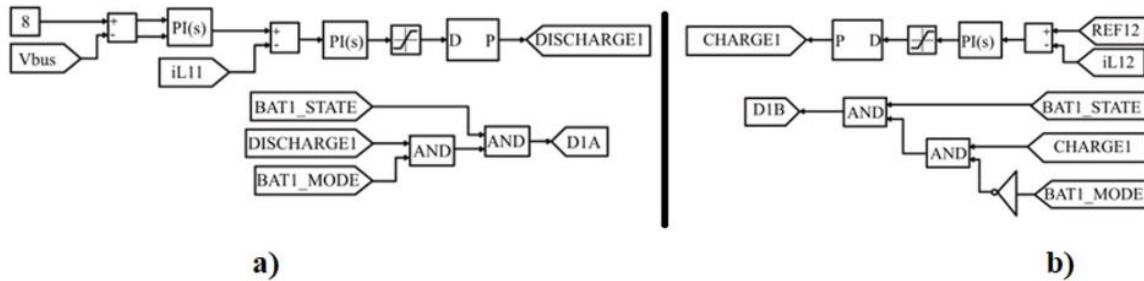 8
+
-
PI(s)
Vbus
+
-
PI(s)
D P
DISCHARGE1
iL11
BAT1_STATE
DISCHARGE1
AND
AND
D1A
BAT1_MODE
a)
CHARGE1
P D
PI(s)
+
-
REF12
iL12
D1B
AND
BAT1_STATE
AND
CHARGE1
BAT1_MODE
b)